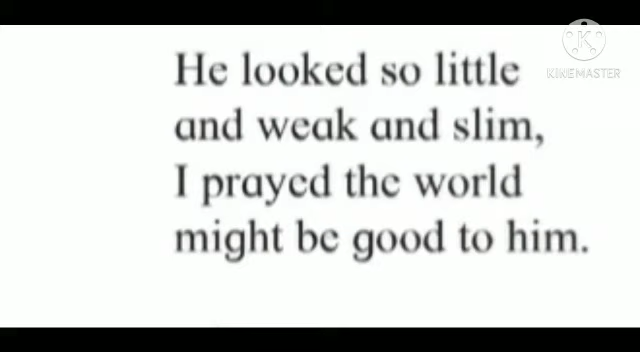 KINEMASTER
He looked so little
and weak and slim,
I prayed the world
might be good to him.